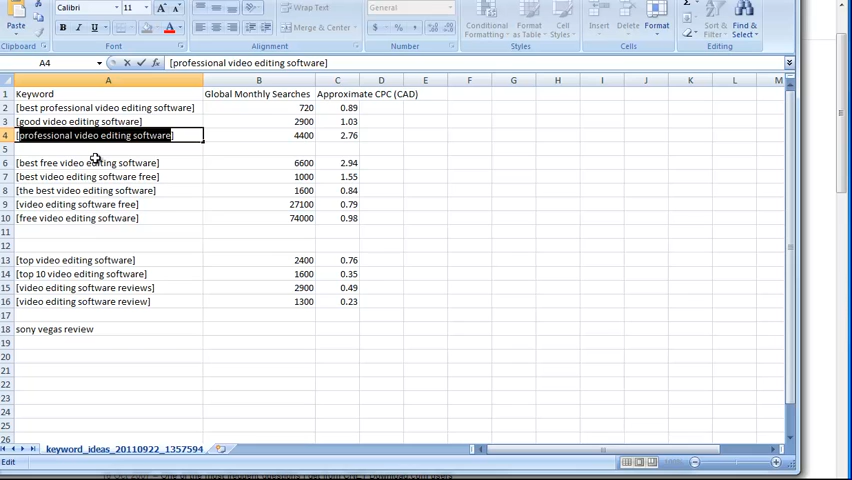 Calibri 11 Wrap Text General
Paste B I U $ % , Conditional Formatting Format as Table Cell Styles Insert Delete Format Sort & Filter Find & Select
Clipboard Font Alignment Number Styles Cells Editing
A4 fx [professional video editing software]
A B C D E F G H I J K L M
1 Keyword Global Monthly Searches Approximate CPC (CAD)
2 [best professional video editing software] 720 0.89
3 [good video editing software] 2900 1.03
4 [professional video editing software] 4400 2.76
5
6 [best free video editing software] 6600 2.94
7 [best video editing software free] 1000 1.55
8 [the best video editing software] 1600 0.84
9 [video editing software free] 27100 0.79
10 [free video editing software] 74000 0.98
11
12
13 [top video editing software] 2400 0.76
14 [top 10 video editing software] 1600 0.35
15 [video editing software reviews] 2900 0.49
16 [video editing software review] 1300 0.23
17
18 sony vegas review
19
20
21
22
23
24
25
26
keyword_ideas_20110922_1357594
Edit